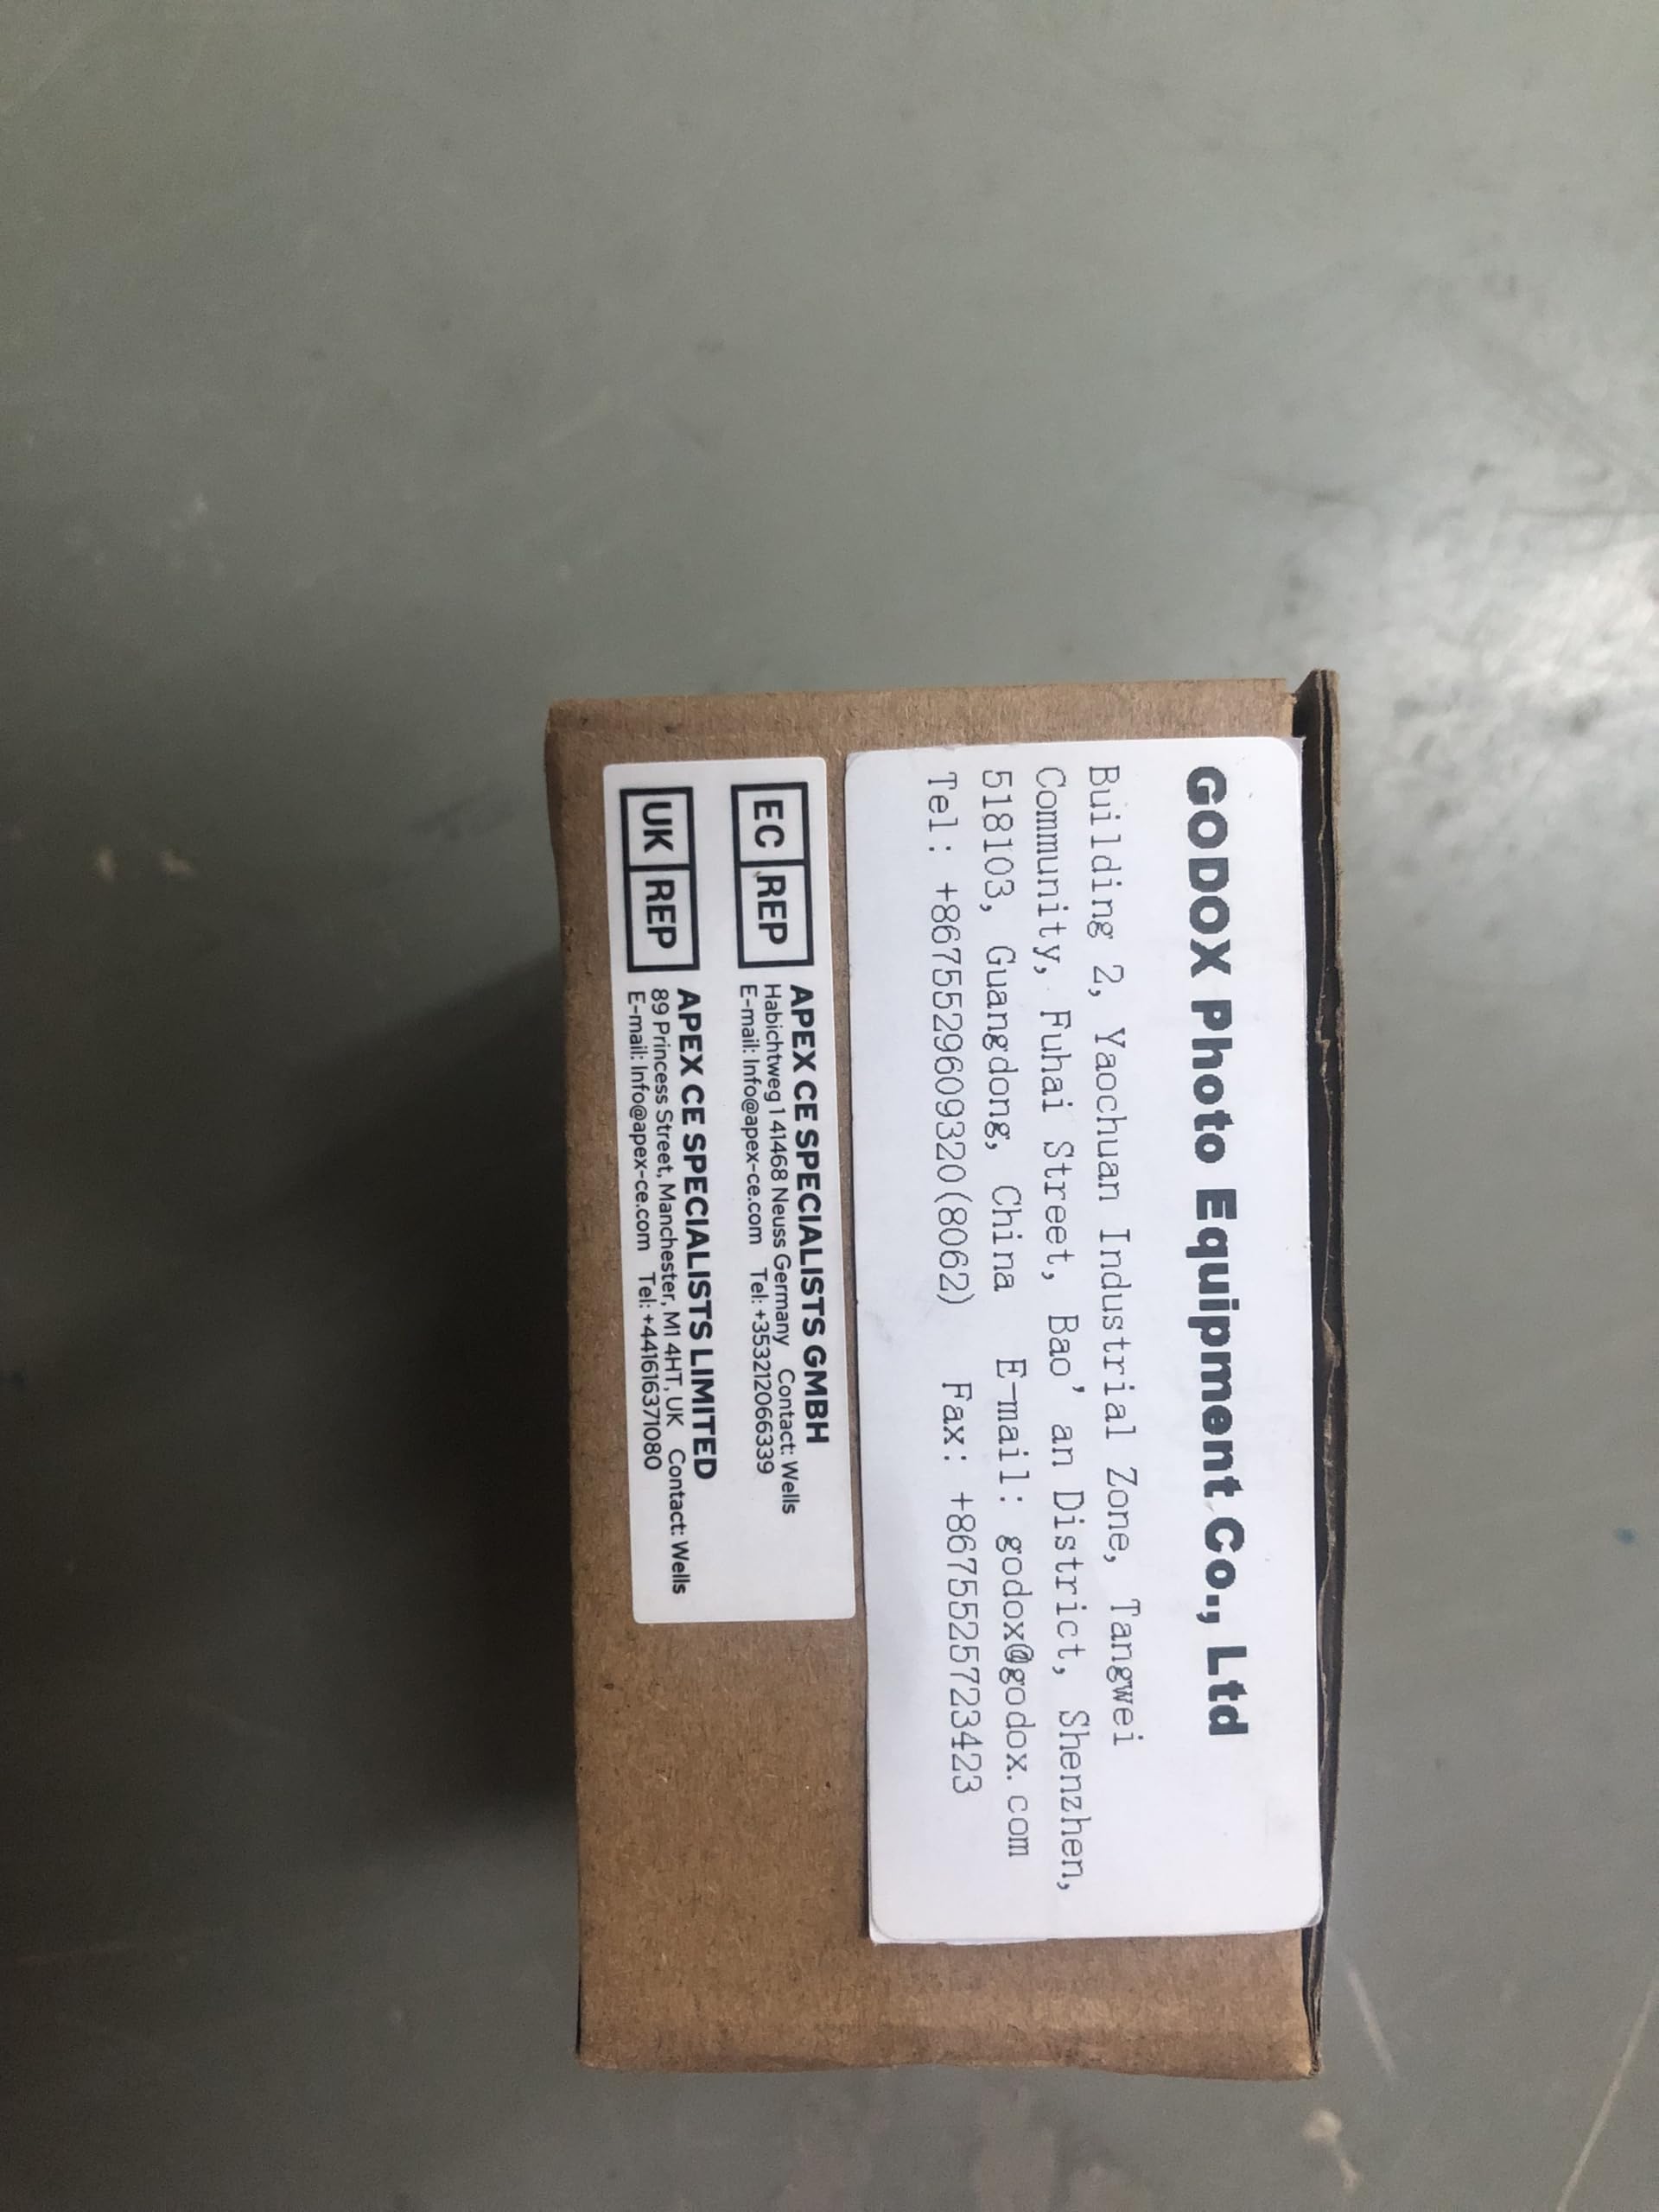 GODOX Photo Equipment Co., Ltd
Building 2, Yaochuan Industrial Zone, Tangwei
Community, Fuhai Street, Bao' an District, Shenzhen,
518103, Guangdong, China E-mail: godox@godox.com
Tel: +8675529609320(8062) Fax: +8675525723423
EC REP APEX CE SPECIALISTS GMBH
Habichtweg 1 41468 Neuss Germany Contact: Wells
E-mail: Info@apex-ce.com Tel: +353212066339
UK REP APEX CE SPECIALISTS LIMITED
89 Princess Street, Manchester, M1 4HT, UK Contact: Wells
E-mail: Info@apex-ce.com Tel: +441616371080